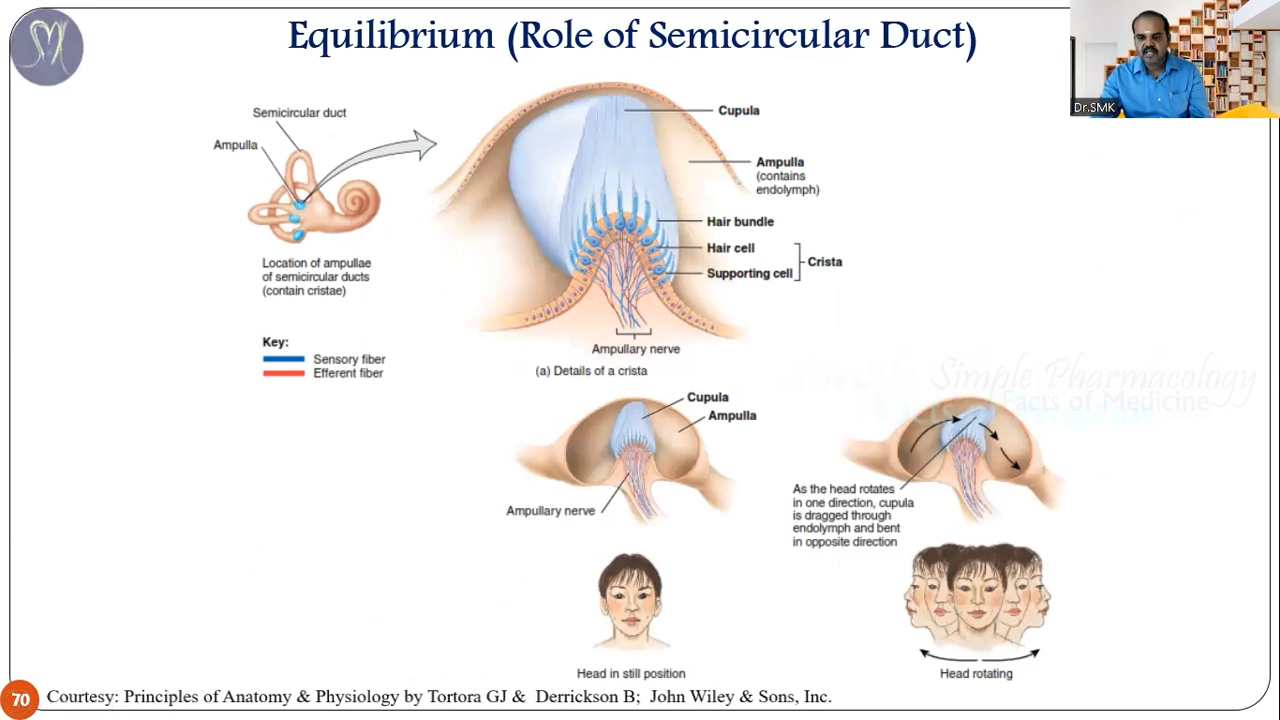 Equilibrium (Role of Semicircular Duct)
Dr.SMK
Semicircular duct
Ampulla
Location of ampullae
of semicircular ducts
(contain cristae)
Key:
Sensory fiber
Efferent fiber
Cupula
Ampulla
(contains
endolymph)
Hair bundle
Hair cell
Supporting cell
Crista
Ampullary nerve
(a) Details of a crista
Simple Pharmacology
Facts of Medicine
Cupula
Ampulla
Ampullary nerve
As the head rotates
in one direction, cupula
is dragged through
endolymph and bent
in opposite direction
Head in still position
Head rotating
70
Courtesy: Principles of Anatomy & Physiology by Tortora GJ & Derrickson B; John Wiley & Sons, Inc.